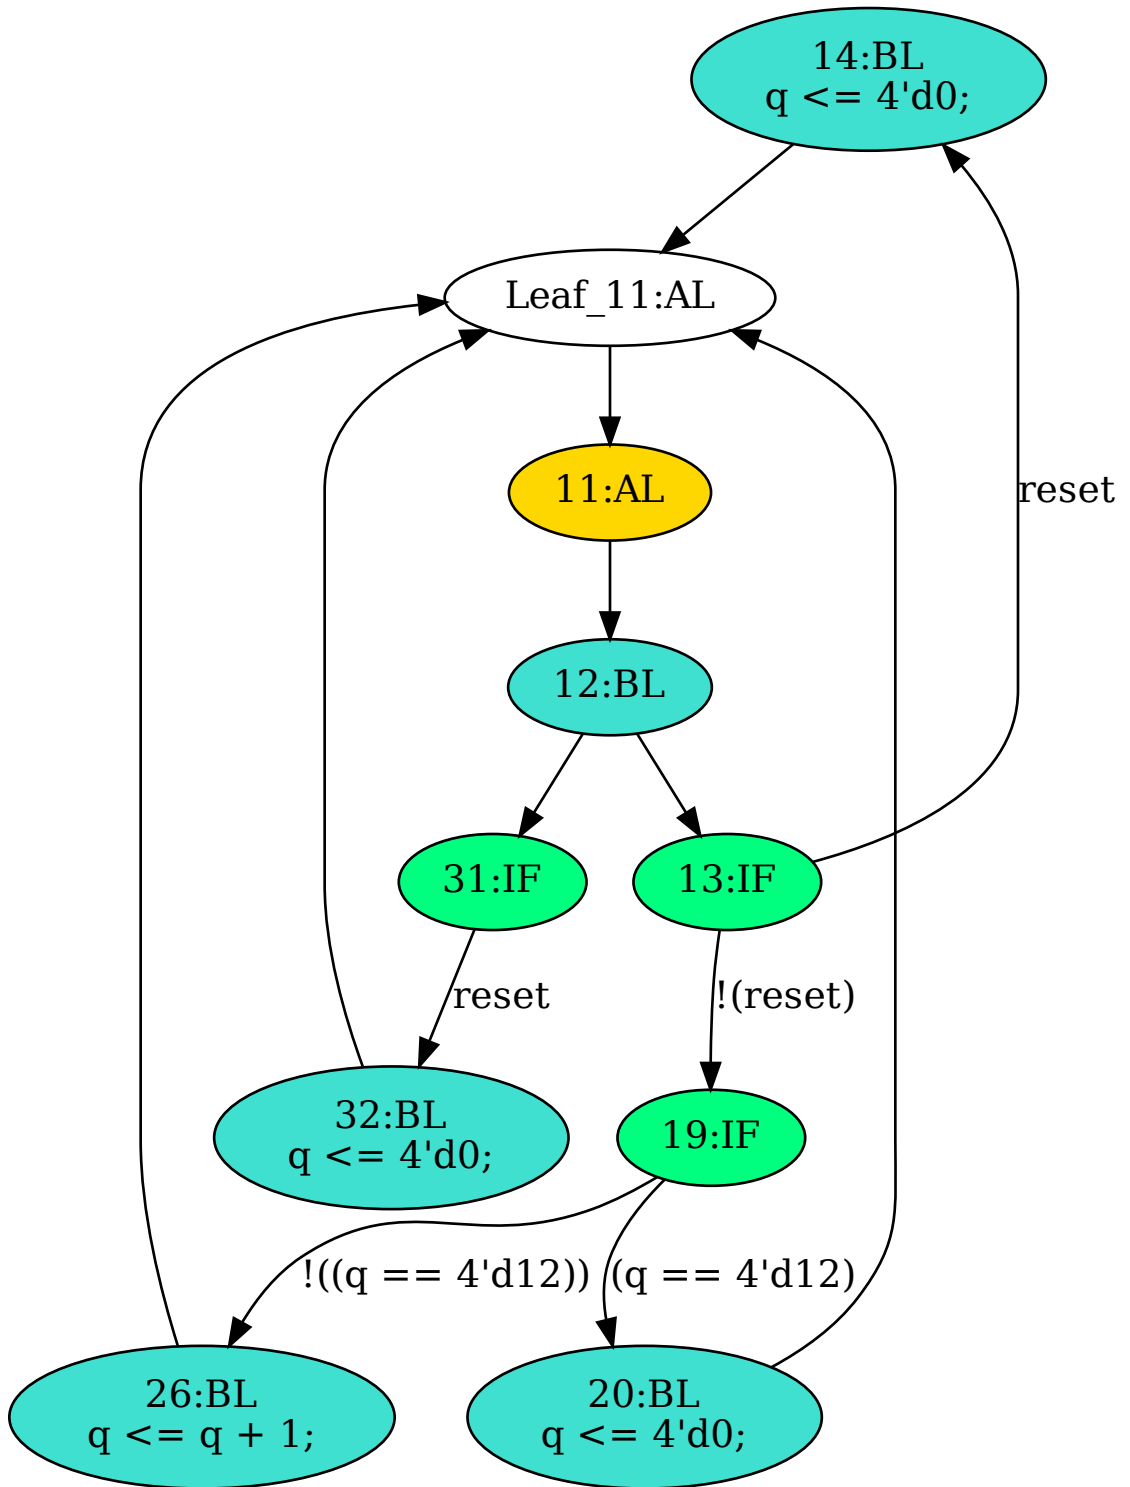 14:BL
q <= 4'd0;
Leaf_11:AL
11:AL
reset
12:BL
31:IF
13:IF
reset
!(reset)
32:BL
q <= 4'd0;
19:IF
!((q == 4'd12))
(q == 4'd12)
26:BL
q <= q + 1;
20:BL
q <= 4'd0;